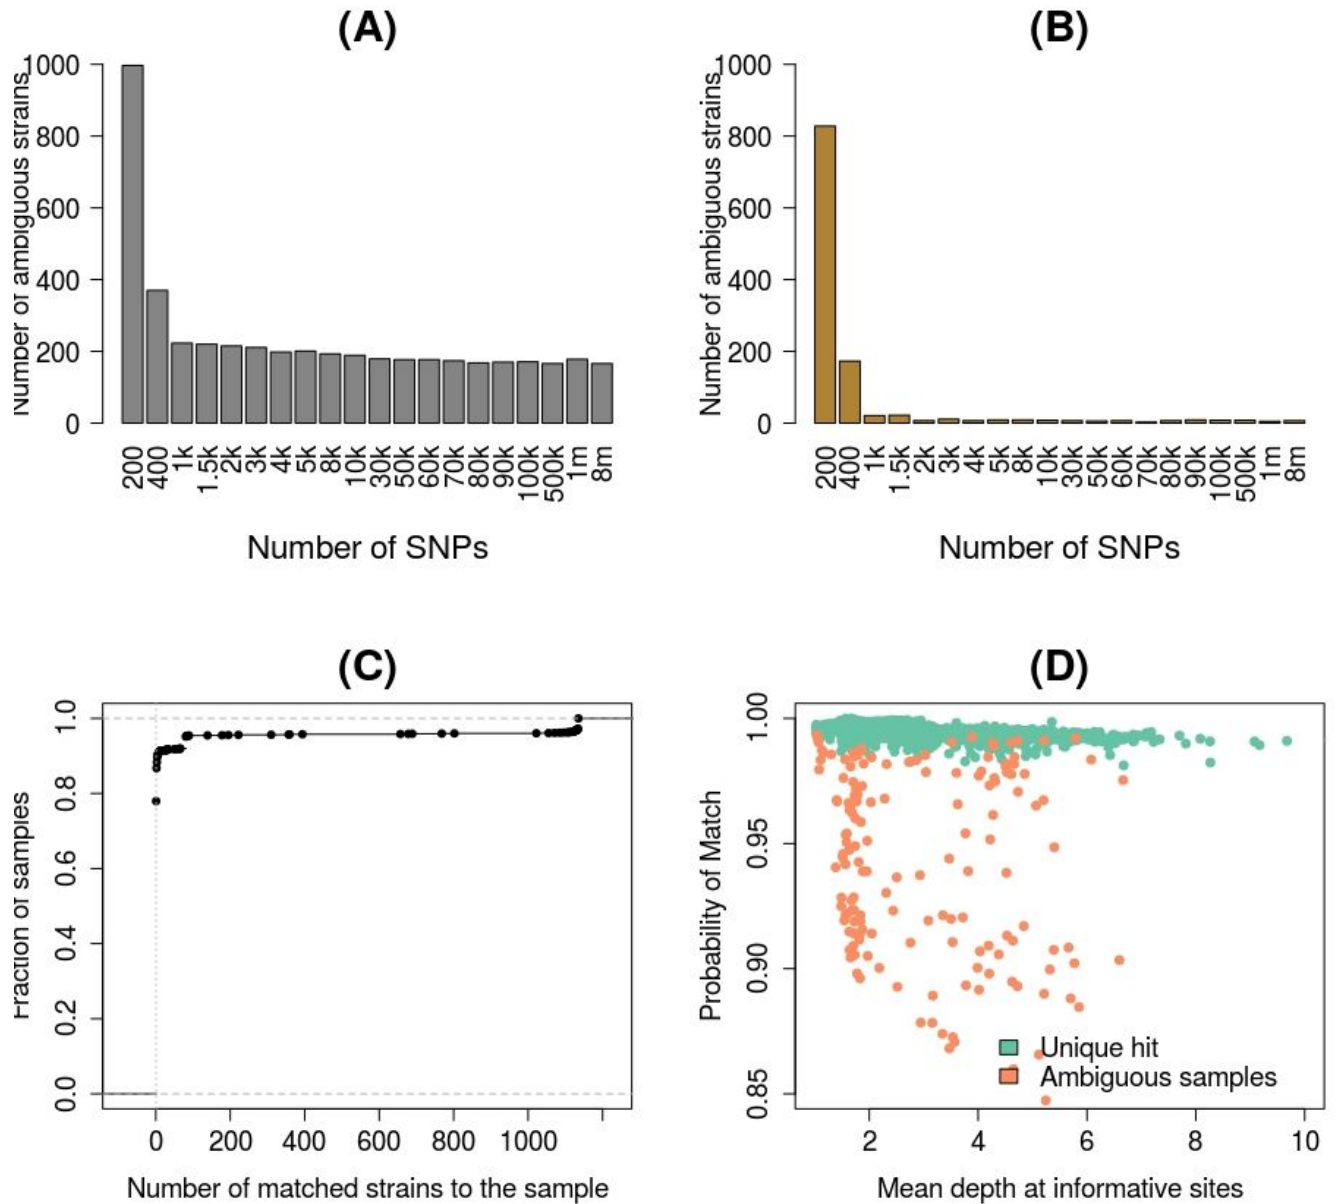 (A)
Number of ambiguous strains
1000
800
600
400
200
0
200 400 1k 1.5k 2k 3k 4k 5k 8k 10k 30k 50k 60k 70k 80k 90k 100k 500k 1m 8m
Number of SNPs
(B)
Number of ambiguous strains
1000
800
600
400
200
0
200 400 1k 1.5k 2k 3k 4k 5k 8k 10k 30k 50k 60k 70k 80k 90k 100k 500k 1m 8m
Number of SNPs
(C)
Fraction of samples
1.0
0.8
0.6
0.4
0.2
0.0
0 200 400 600 800 1000
Number of matched strains to the sample
(D)
Probability of Match
1.00
0.95
0.90
0.85
Unique hit
Ambiguous samples
2 4 6 8 10
Mean depth at informative sites